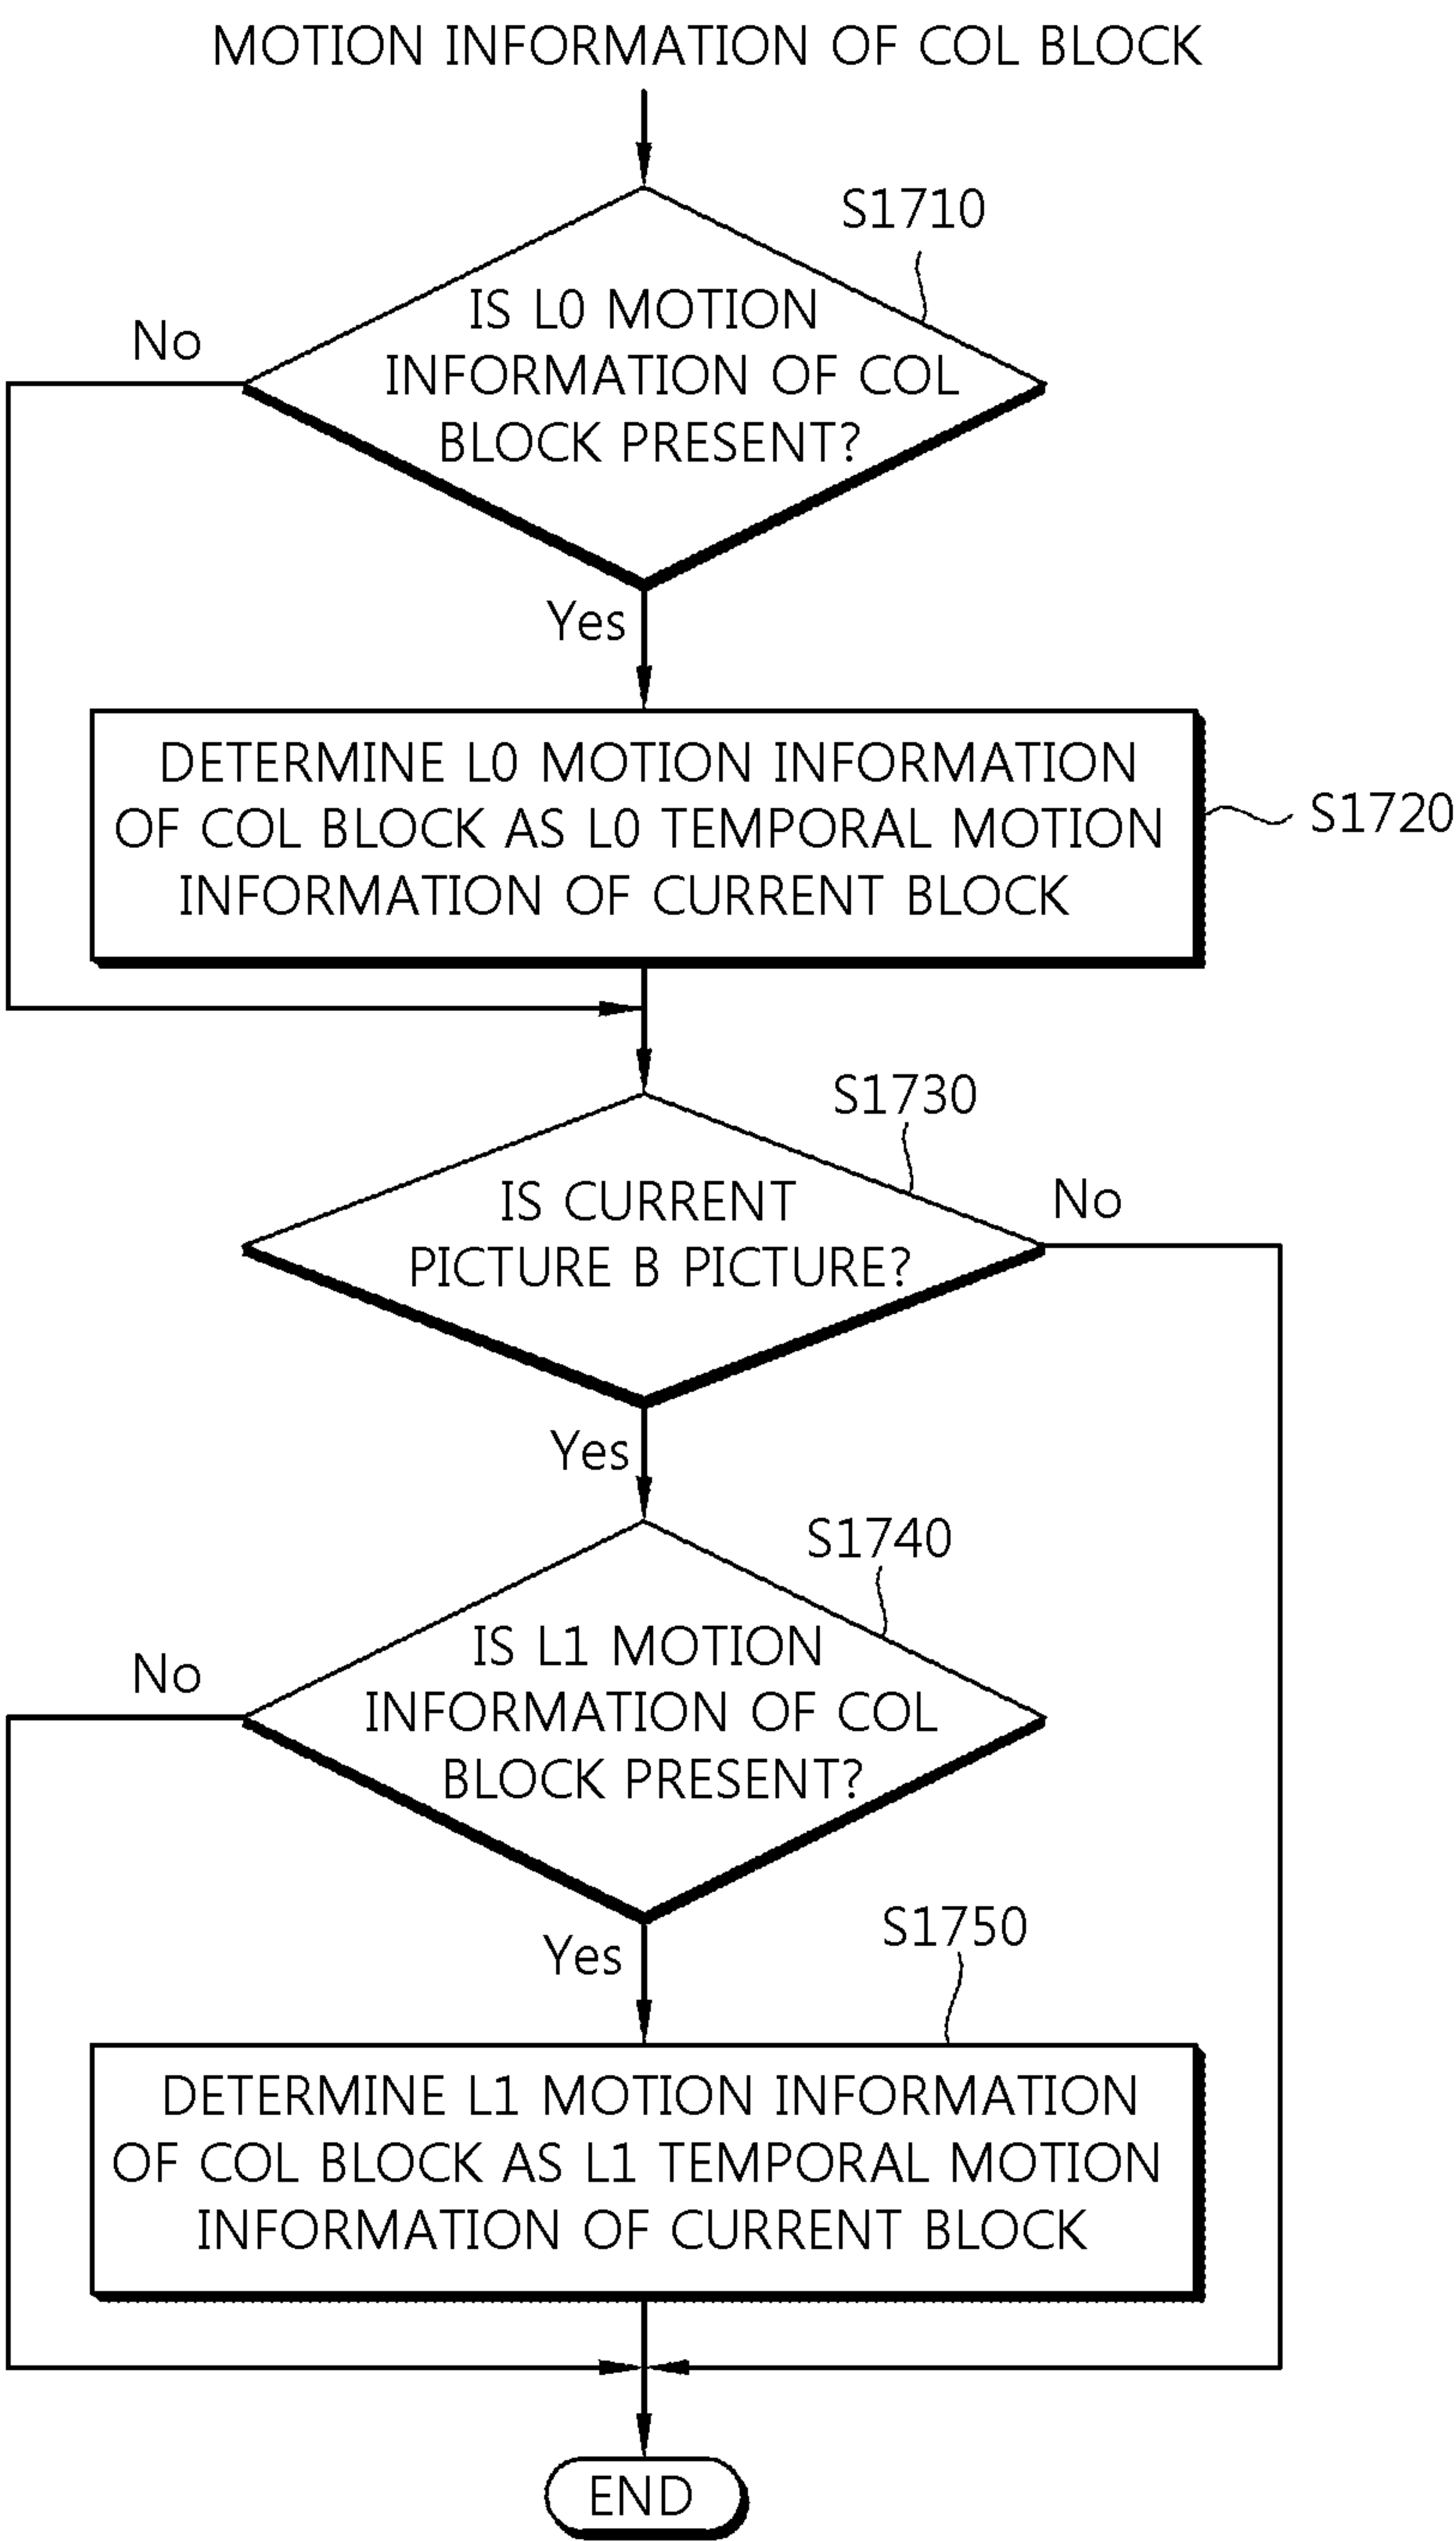 MOTION INFORMATION OF COL BLOCK
S1710
IS L0 MOTION
INFORMATION OF COL
BLOCK PRESENT?
No
Yes
DETERMINE L0 MOTION INFORMATION
OF COL BLOCK AS L0 TEMPORAL MOTION
INFORMATION OF CURRENT BLOCK
S1720
S1730
IS CURRENT
PICTURE B PICTURE?
No
Yes
S1740
IS L1 MOTION
INFORMATION OF COL
BLOCK PRESENT?
No
Yes
S1750
DETERMINE L1 MOTION INFORMATION
OF COL BLOCK AS L1 TEMPORAL MOTION
INFORMATION OF CURRENT BLOCK
END